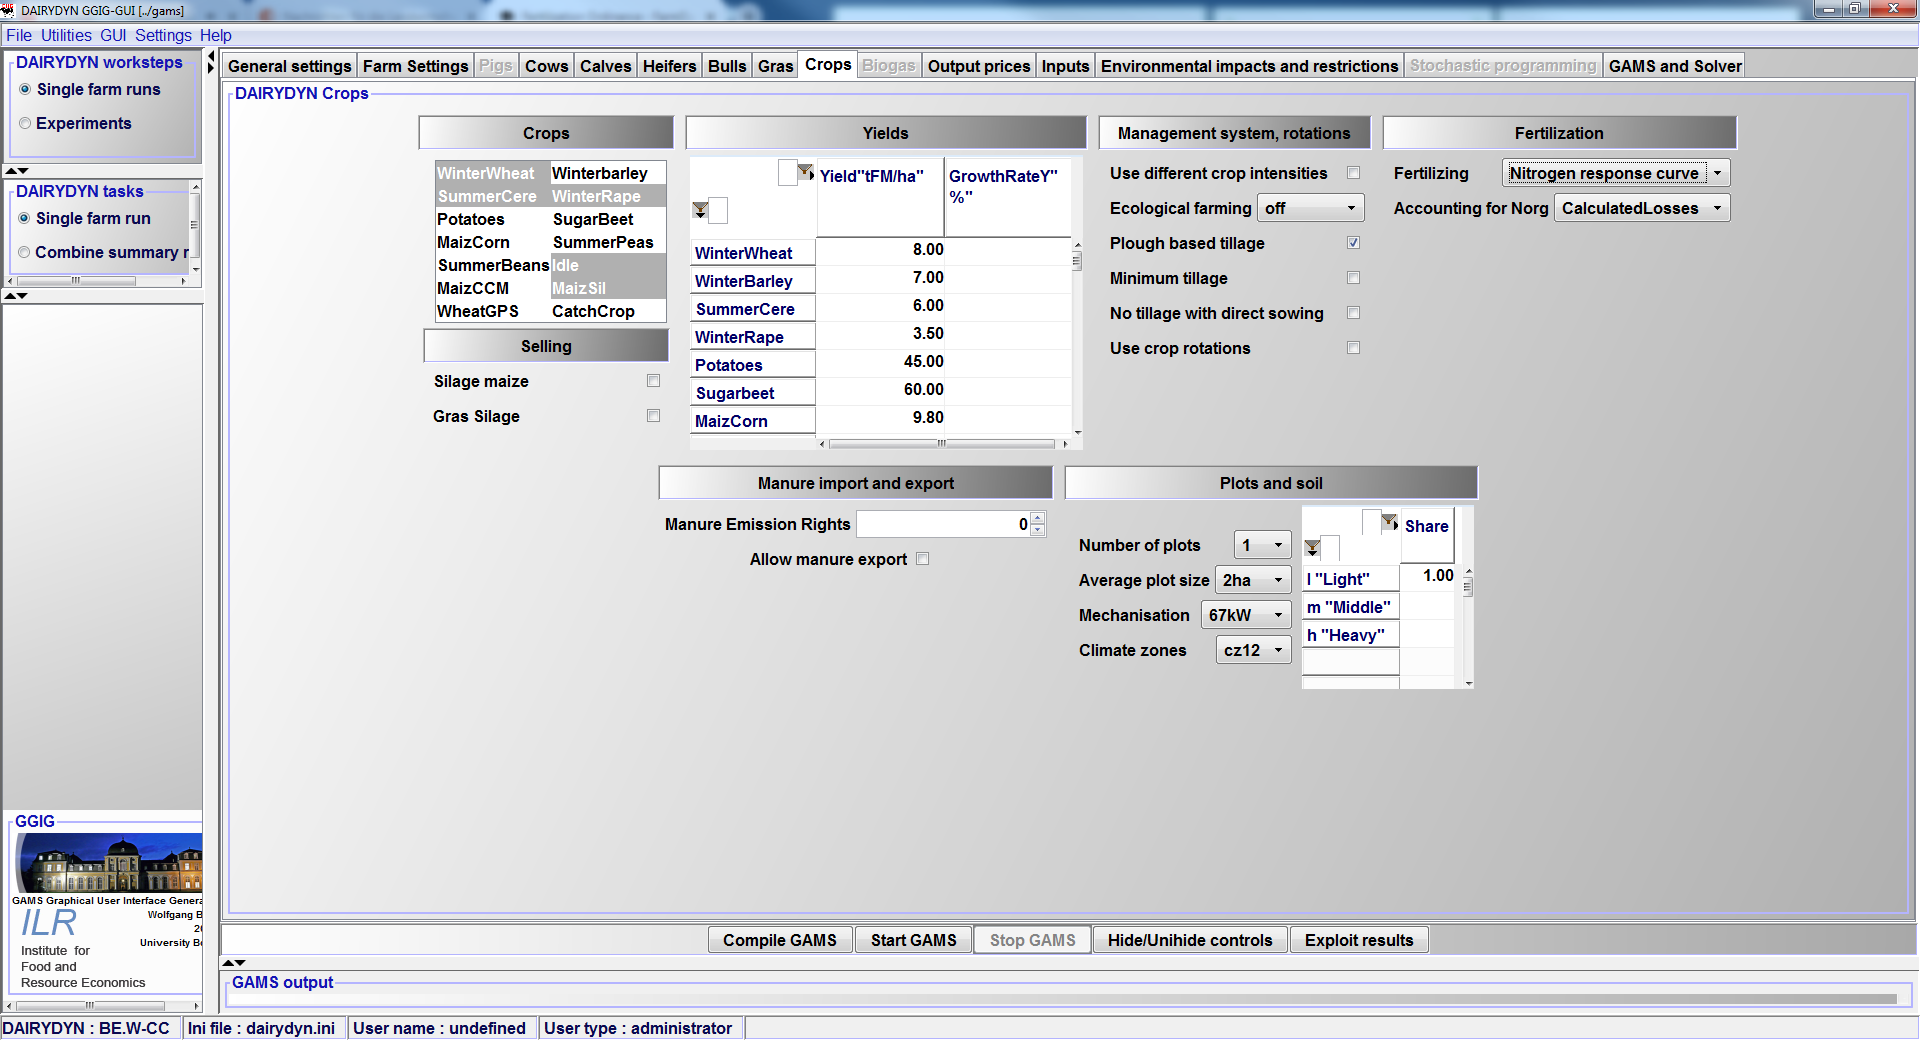 DAIRYDYN GGIG-GUI [../gams]
File Utilities GUI Settings Help
DAIRYDYN worksteps
Single farm runs
Experiments
DAIRYDYN tasks
Single farm run
Combine summary r
General settings Farm Settings Pigs Cows Calves Heifers Bulls Gras Crops Biogas Output prices Inputs Environmental impacts and restrictions Stochastic programming GAMS and Solver
DAIRYDYN Crops
Crops
WinterWheat Winterbarley
SummerCere WinterRape
Potatoes SugarBeet
MaizCorn SummerPeas
SummerBeans Idle
MaizCCM MaizSil
WheatGPS CatchCrop
Selling
Silage maize
Gras Silage
Yields
Yield"tFM/ha" GrowthRateY"
%"
WinterWheat 8.00
WinterBarley 7.00
SummerCere 6.00
WinterRape 3.50
Potatoes 45.00
Sugarbeet 60.00
MaizCorn 9.80
Management system, rotations
Use different crop intensities
Ecological farming off
Plough based tillage
Minimum tillage
No tillage with direct sowing
Use crop rotations
Fertilization
Fertilizing Nitrogen response curve
Accounting for Norg CalculatedLosses
Manure import and export
Manure Emission Rights 0
Allow manure export
Plots and soil
Number of plots 1
Average plot size 2ha
Mechanisation 67kW
Climate zones cz12
Share
l "Light" 1.00
m "Middle"
h "Heavy"
GGIG
GAMS Graphical User Interface Genera
Wolfgang B
20
University Bo
ILR
Institute for
Food and
Resource Economics
Compile GAMS Start GAMS Stop GAMS Hide/Unihide controls Exploit results
GAMS output
DAIRYDYN : BE.W-CC Ini file : dairydyn.ini User name : undefined User type : administrator